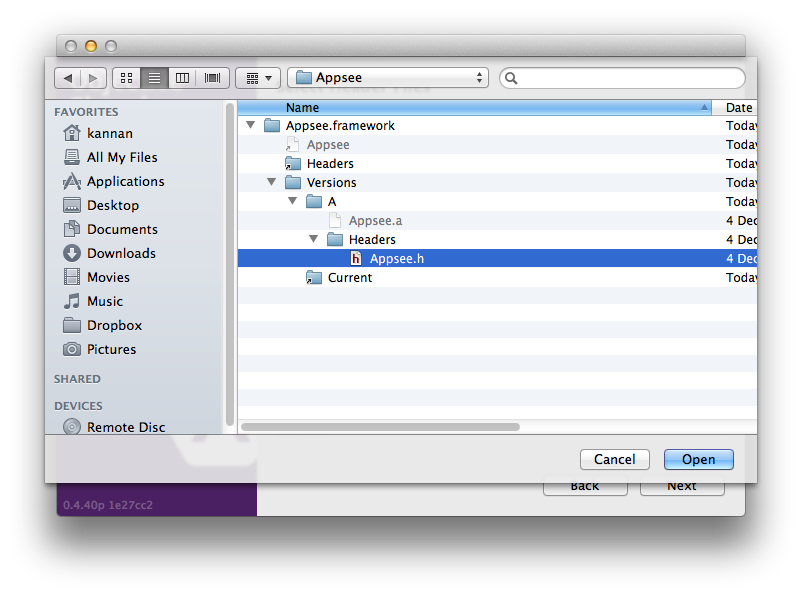 Appsee
FAVORITES
kannan
All My Files
Applications
Desktop
Documents
Downloads
Movies
Music
Dropbox
Pictures
SHARED
DEVICES
Remote Disc
Name Date
Appsee.framework Today
Appsee Today
Headers Today
Versions Today
A Today
Appsee.a 4 Dec
Headers 4 Dec
h Appsee.h 4 Dec
Current Today
Cancel Open
Back Next
0.4.40p 1e27cc2